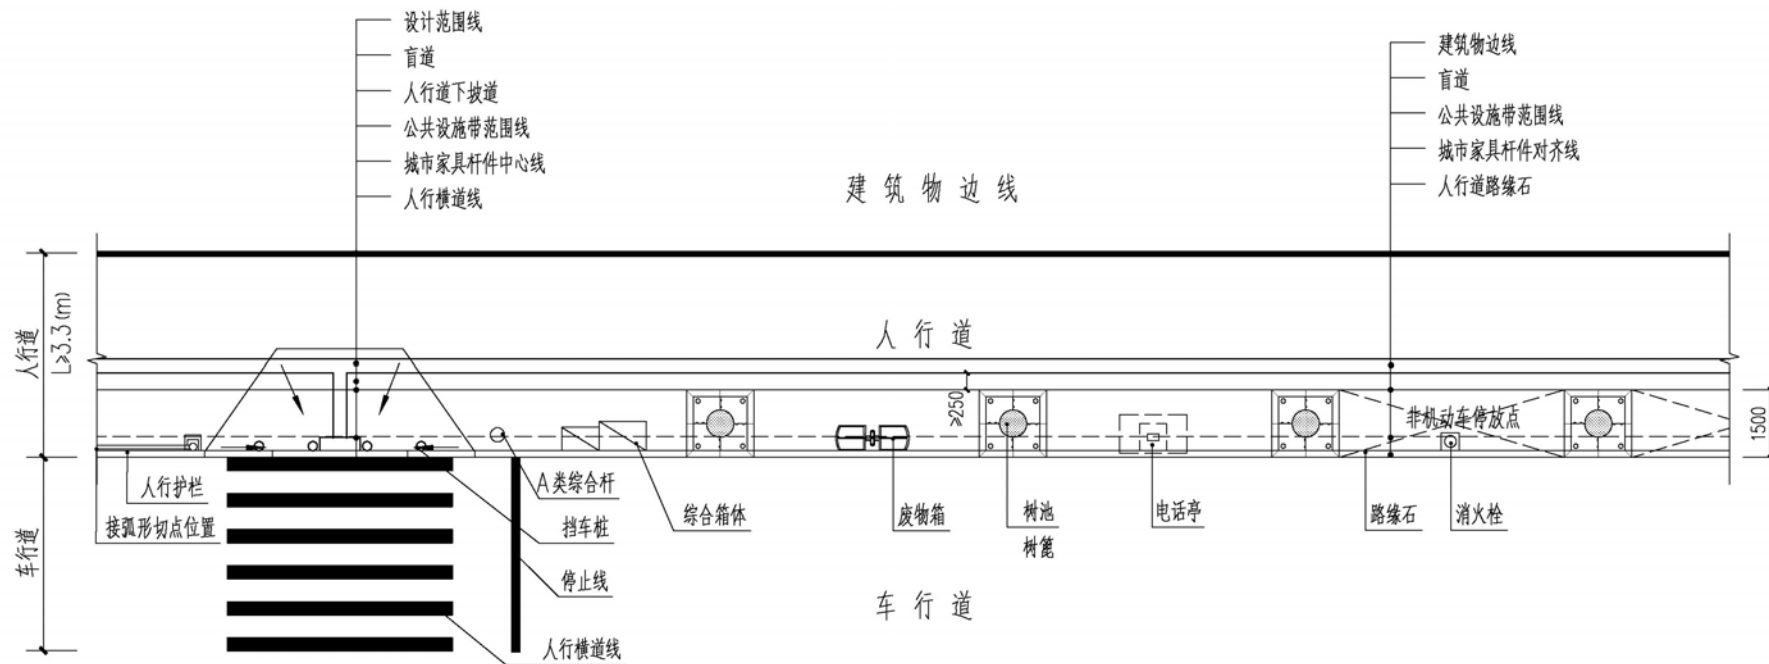 设计范围线
盲道
人行道下坡道
公共设施带范围线
城市家具杆件中心线
人行横道线
建筑物边线
盲道
公共设施带范围线
城市家具杆件对齐线
人行道路缘石
建筑物边线
人行道
L≥3.3(m)
人行道
≥250
非机动车停放点
1500
人行护栏
接弧形切点位置
A类综合杆
挡车桩
停止线
人行横道线
综合箱体
废物箱
树池
树篦
电话亭
路缘石
消火栓
车行道
车行道